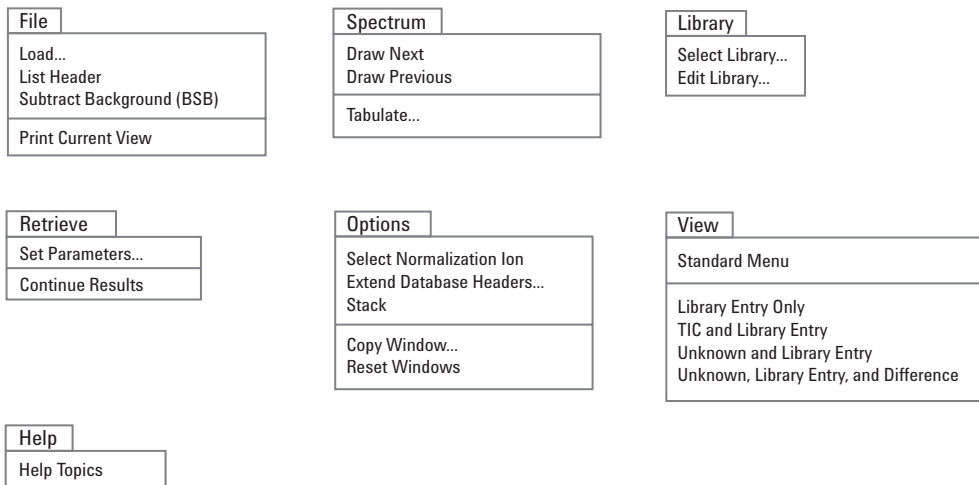 File
Load...
List Header
Subtract Background (BSB)
Print Current View
Spectrum
Draw Next
Draw Previous
Tabulate...
Library
Select Library...
Edit Library...
Retrieve
Set Parameters...
Continue Results
Options
Select Normalization Ion
Extend Database Headers...
Stack
Copy Window...
Reset Windows
View
Standard Menu
Library Entry Only
TIC and Library Entry
Unknown and Library Entry
Unknown, Library Entry, and Difference
Help
Help Topics